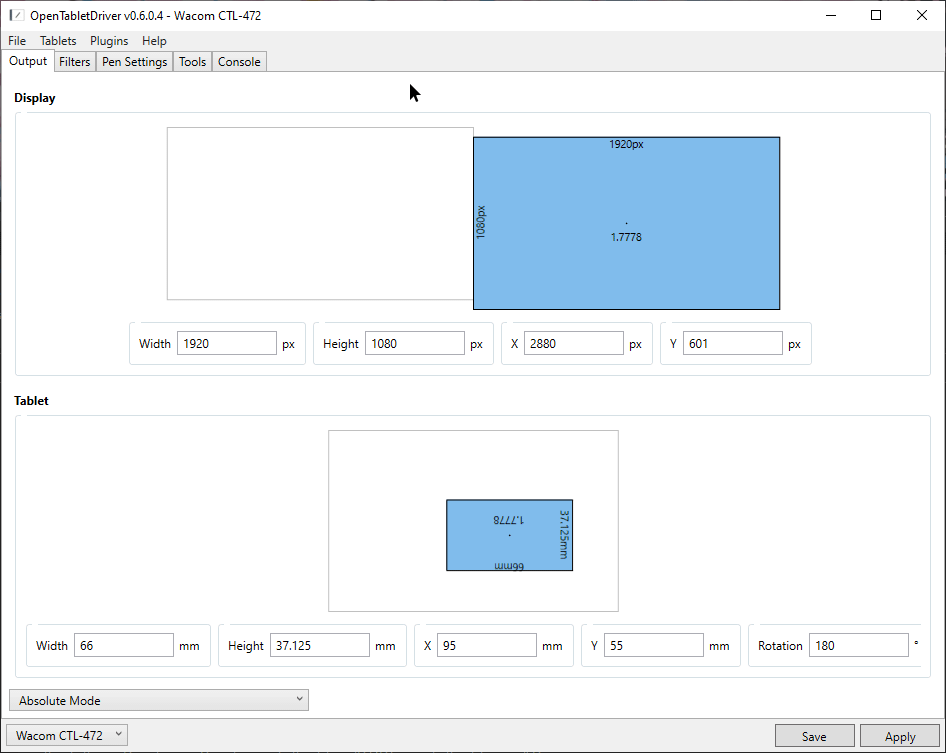 OpenTabletDriver v0.6.0.4 - Wacom CTL-472
File Tablets Plugins Help
Output Filters Pen Settings Tools Console
Display
1920px
1080px
1.7778
Width 1920 px Height 1080 px X 2880 px Y 601 px
Tablet
37.125mm
1.7778
66mm
Width 66 mm Height 37.125 mm X 95 mm Y 55 mm Rotation 180 °
Absolute Mode
Wacom CTL-472 Save Apply